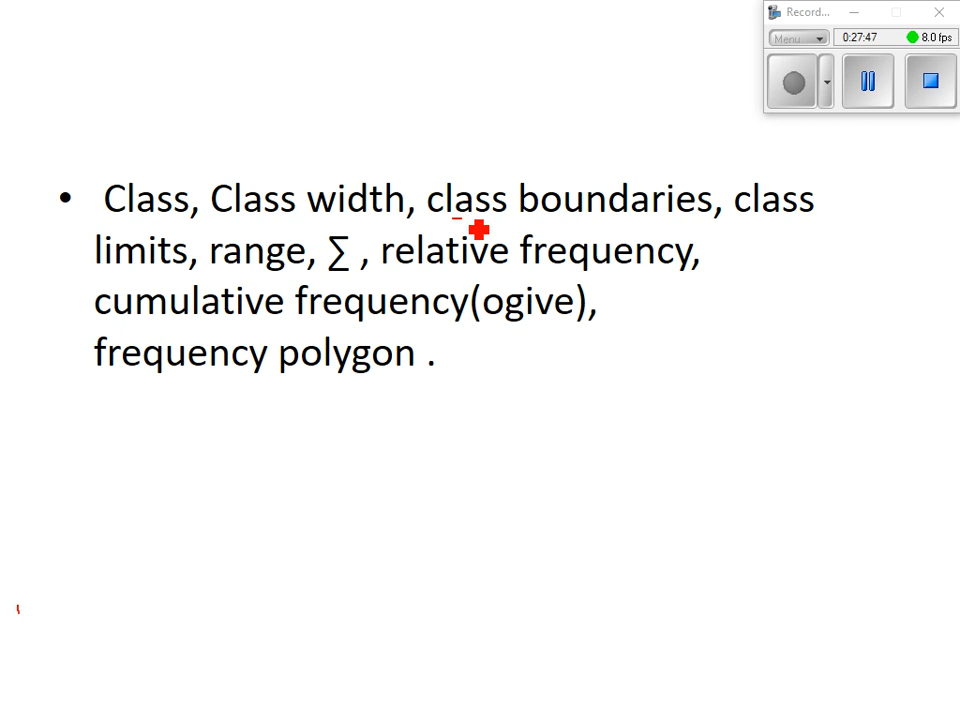 Record...
Menu
0:27:47
8.0 fps
• Class, Class width, class boundaries, class
limits, range, ∑ , relative frequency,
cumulative frequency(ogive),
frequency polygon .